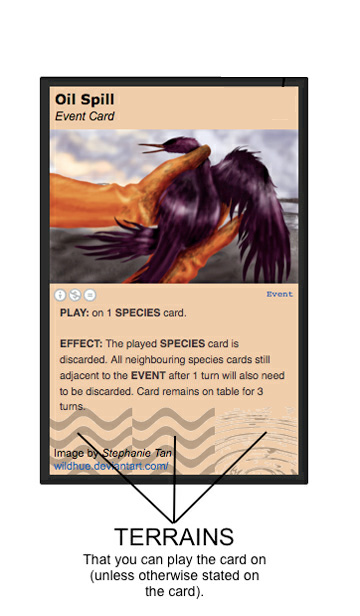 Oil Spill
Event Card
Event
PLAY: on 1 SPECIES card.
EFFECT: The played SPECIES card is
discarded. All neighbouring species cards still
adjacent to the EVENT after 1 turn will also need
to be discarded. Card remains on table for 3
turns.
Image by Stephanie Tan
wildhue.deviantart.com/
TERRAINS
That you can play the card on
(unless otherwise stated on
the card).